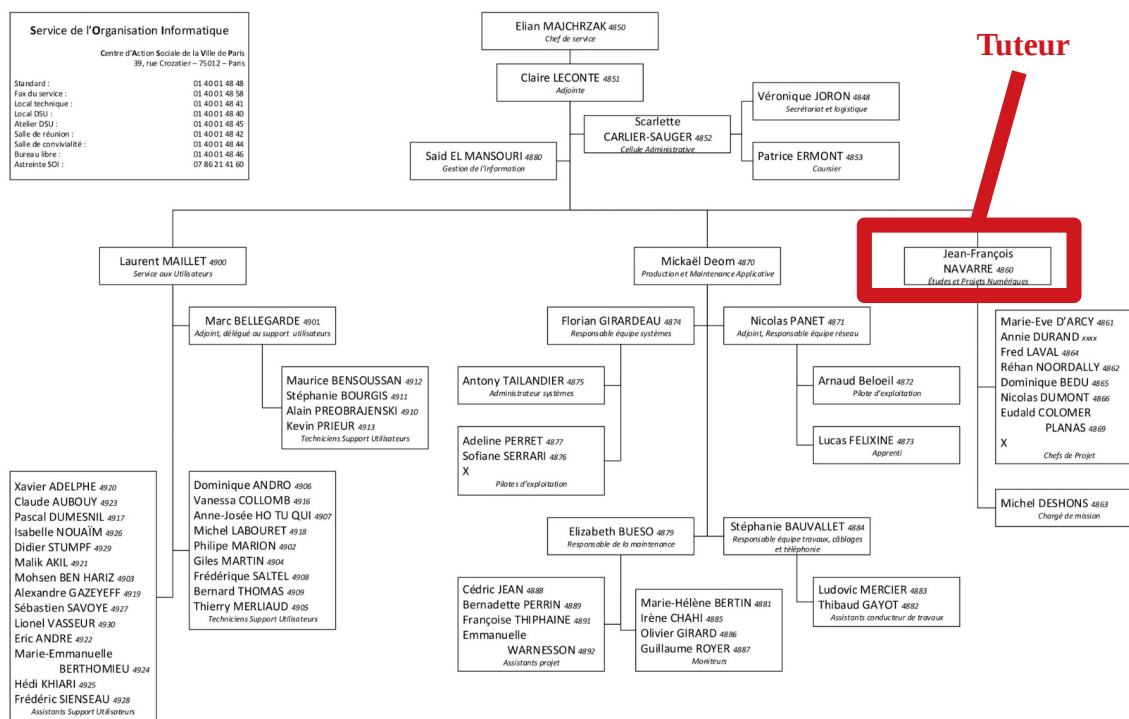 Service de l'Organisation Informatique
Centre d'Action Sociale de la Ville de Paris
39, rue Crozatier – 75012 – Paris
Standard : 01 40 01 48 48
Fax du service : 01 40 01 48 58
Local technique : 01 40 01 48 41
Local DSU : 01 40 01 48 40
Atelier DSU : 01 40 01 48 45
Salle de réunion : 01 40 01 48 42
Salle de convivialité : 01 40 01 48 44
Bureau libre : 01 40 01 48 46
Astreinte SOI : 07 86 21 41 60
Elian MAJCHRZAK 4850
Chef de service
Tuteur
Claire LECONTE 4851
Adjointe
Véronique JORON 4848
Secrétariat et logistique
Scarlette
CARLIER-SAUGER 4852
Cellule Administrative
Said EL MANSOURI 4880
Gestion de l'information
Patrice ERMONT 4853
Coursier
Laurent MAILLET 4900
Service aux Utilisateurs
Mickaël Deom 4870
Production et Maintenance Applicative
Jean-François
NAVARRE 4860
Études et Projets Numériques
Marc BELLEGARDE 4901
Adjoint, délégué au support utilisateurs
Maurice BENSOUSSAN 4912
Stéphanie BOURGIS 4911
Alain PREOBRAJENSKI 4910
Kevin PRIEUR 4913
Techniciens Support Utilisateurs
Xavier ADELPHE 4920
Claude AUBOUY 4923
Pascal DUMESNIL 4917
Isabelle NOUAÏM 4926
Didier STUMPF 4929
Malik AKIL 4921
Mohsen BEN HARIZ 4903
Alexandre GAZEYEFF 4919
Sébastien SAVOYE 4927
Lionel VASSEUR 4930
Eric ANDRE 4922
Marie-Emmanuelle
BERTHOMIEU 4924
Hédi KHIARI 4925
Frédéric SIENSEAU 4928
Assistants Support Utilisateurs
Dominique ANDRO 4906
Vanessa COLLOMB 4916
Anne-Josée HO TU QUI 4907
Michel LABOURET 4918
Philipe MARION 4902
Giles MARTIN 4904
Frédérique SALTEL 4908
Bernard THOMAS 4909
Thierry MERLIAUD 4905
Techniciens Support Utilisateurs
Florian GIRARDEAU 4874
Responsable équipe systèmes
Nicolas PANET 4871
Adjoint, Responsable équipe réseau
Antony TAILANDIER 4875
Administrateur systèmes
Arnaud Beloeil 4872
Pilote d'exploitation
Adeline PERRET 4877
Sofiane SERRARI 4876
X
Pilotes d'exploitation
Lucas FELIXINE 4873
Apprenti
Elizabeth BUESO 4879
Responsable de la maintenance
Stéphanie BAUVALLET 4884
Responsable équipe travaux, câblages
et téléphonie
Cédric JEAN 4888
Bernadette PERRIN 4889
Françoise THIPHAINE 4891
Emmanuelle
WARNESSON 4892
Assistants projet
Marie-Hélène BERTIN 4881
Irène CHAHI 4885
Olivier GIRARD 4886
Guillaume ROYER 4887
Moniteurs
Ludovic MERCIER 4883
Thibaud GAYOT 4882
Assistants conducteur de travaux
Marie-Eve D'ARCY 4861
Annie DURAND xxxx
Fred LAVAL 4864
Réhan NOORDALLY 4862
Dominique BEDU 4865
Nicolas DUMONT 4866
Eudald COLOMER
PLANAS 4869
X
Chefs de Projet
Michel DESHONS 4863
Chargé de mission